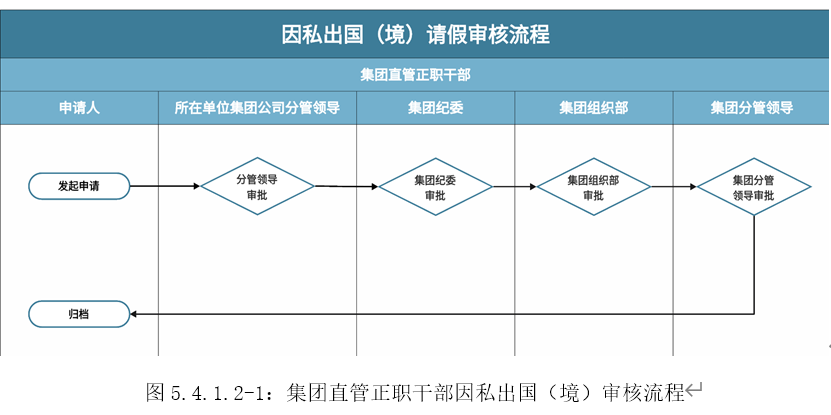 因私出国（境）请假审核流程
集团直管正职干部
申请人
所在单位集团公司分管领导
集团纪委
集团组织部
集团分管领导
发起申请
分管领导
审批
集团纪委
审批
集团组织部
审批
集团分管
领导审批
归档
图 5.4.1.2-1：集团直管正职干部因私出国（境）审核流程